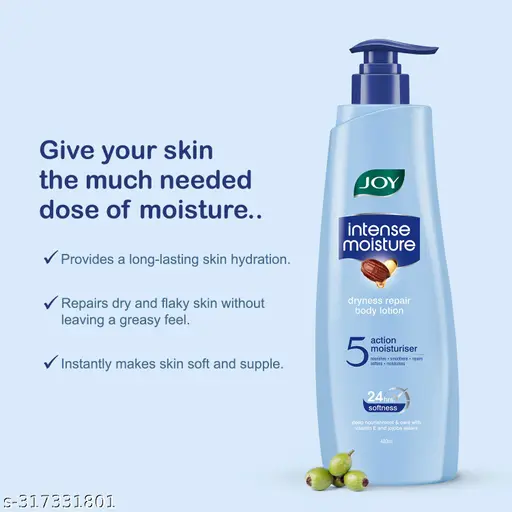 Give your skin
the much needed
dose of moisture..
✓ Provides a long-lasting skin hydration.
✓ Repairs dry and flaky skin without
leaving a greasy feel.
✓ Instantly makes skin soft and supple.
JOY
intense
moisture
dryness repair
body lotion
5 action
moisturiser
24hrs.
softness
s-317331801